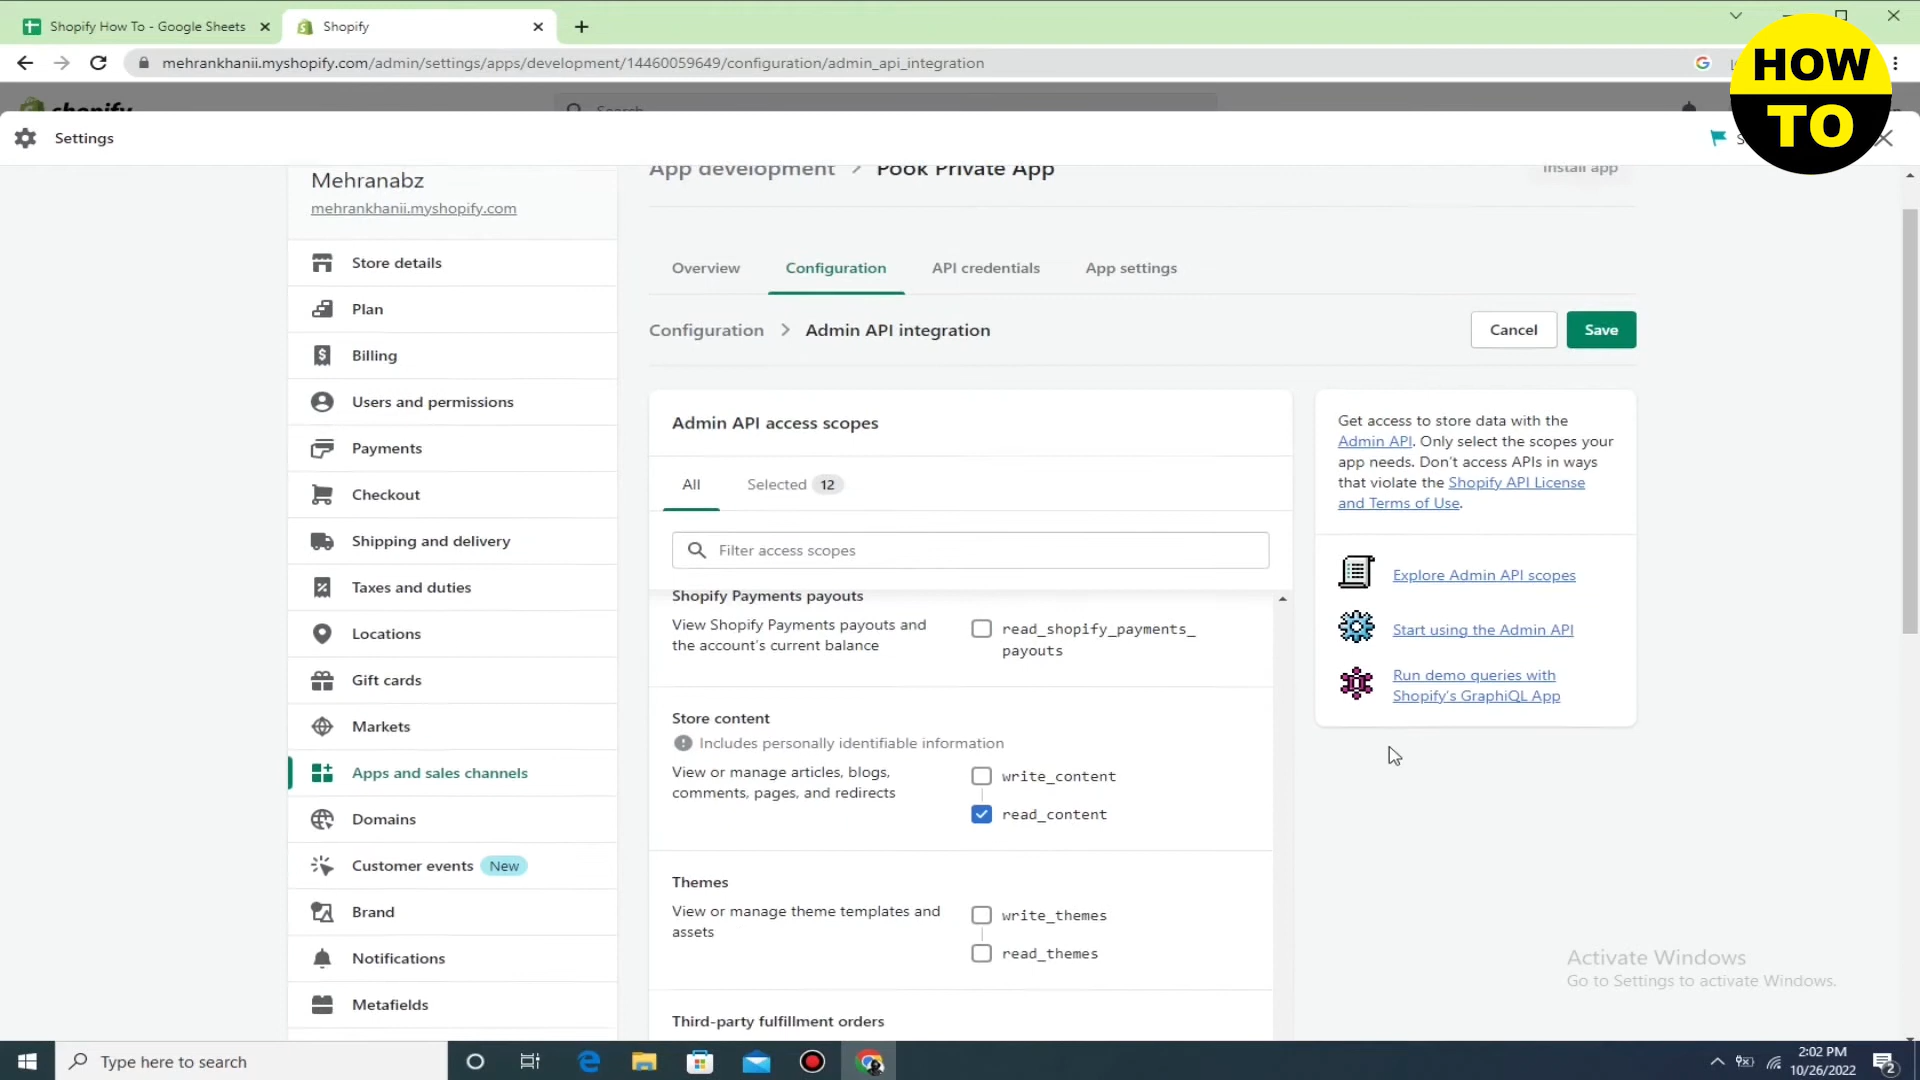 Shopify How To - Google Sheets
Shopify
mehrankhanii.myshopify.com/admin/settings/apps/development/14460059649/configuration/admin_api_integration
HOW
TO
shopify
Search
Settings
Mehranabz
mehrankhanii.myshopify.com
Store details
Plan
Billing
Users and permissions
Payments
Checkout
Shipping and delivery
Taxes and duties
Locations
Gift cards
Markets
Apps and sales channels
Domains
Customer events New
Brand
Notifications
Metafields
App development > Pook Private App
Install app
Overview
Configuration
API credentials
App settings
Configuration > Admin API integration
Cancel
Save
Admin API access scopes
All
Selected 12
Filter access scopes
Shopify Payments payouts
View Shopify Payments payouts and
the account's current balance
read_shopify_payments_
payouts
Store content
Includes personally identifiable information
View or manage articles, blogs,
comments, pages, and redirects
write_content
read_content
Themes
View or manage theme templates and
assets
write_themes
read_themes
Third-party fulfillment orders
Get access to store data with the
Admin API. Only select the scopes your
app needs. Don't access APIs in ways
that violate the Shopify API License
and Terms of Use.
Explore Admin API scopes
Start using the Admin API
Run demo queries with
Shopify's GraphiQL App
Activate Windows
Go to Settings to activate Windows.
Type here to search
2:02 PM
10/26/2022
2